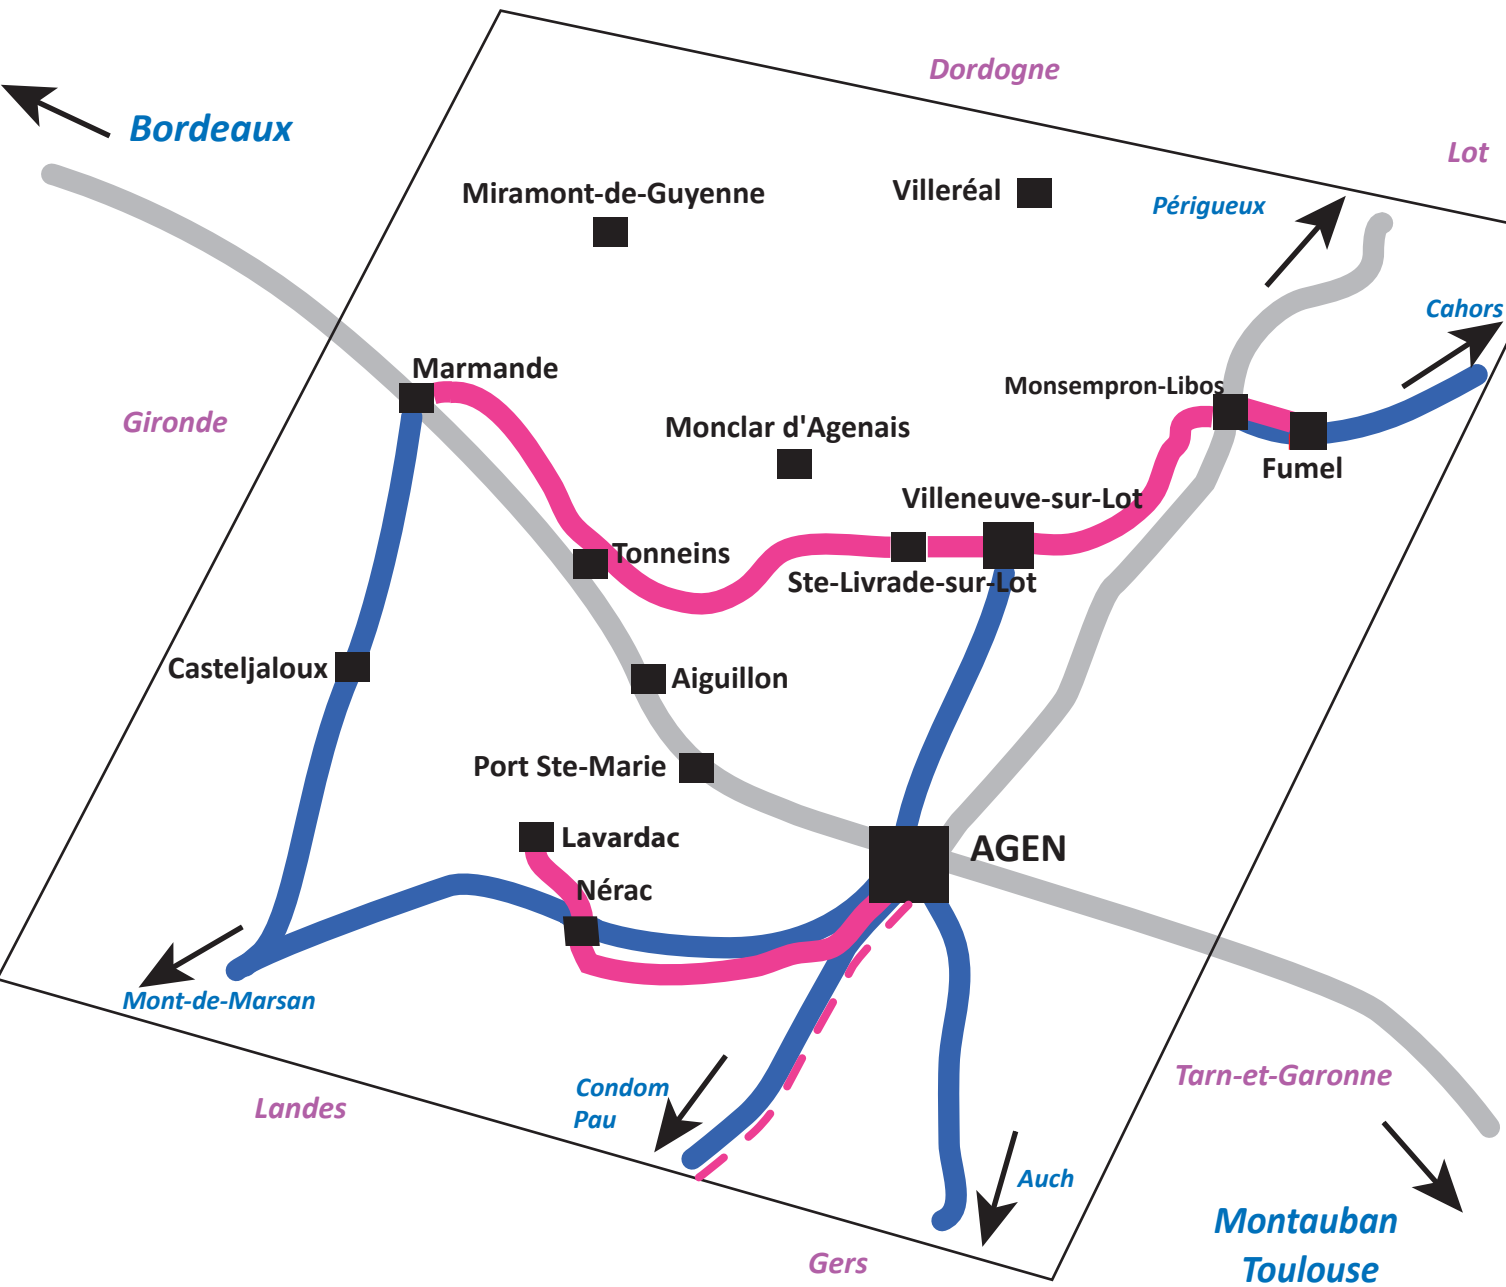 Dordogne
Bordeaux
Lot
Miramont-de-Guyenne
Villeréal
Périgueux
Cahors
Marmande
Monsempron-Libos
Gironde
Monclar d'Agenais
Fumel
Villeneuve-sur-Lot
Tonneins
Ste-Livrade-sur-Lot
Casteljaloux
Aiguillon
Port Ste-Marie
Lavardac
AGEN
Nérac
Mont-de-Marsan
Tarn-et-Garonne
Condom
Pau
Landes
Auch
Montauban
Toulouse
Gers